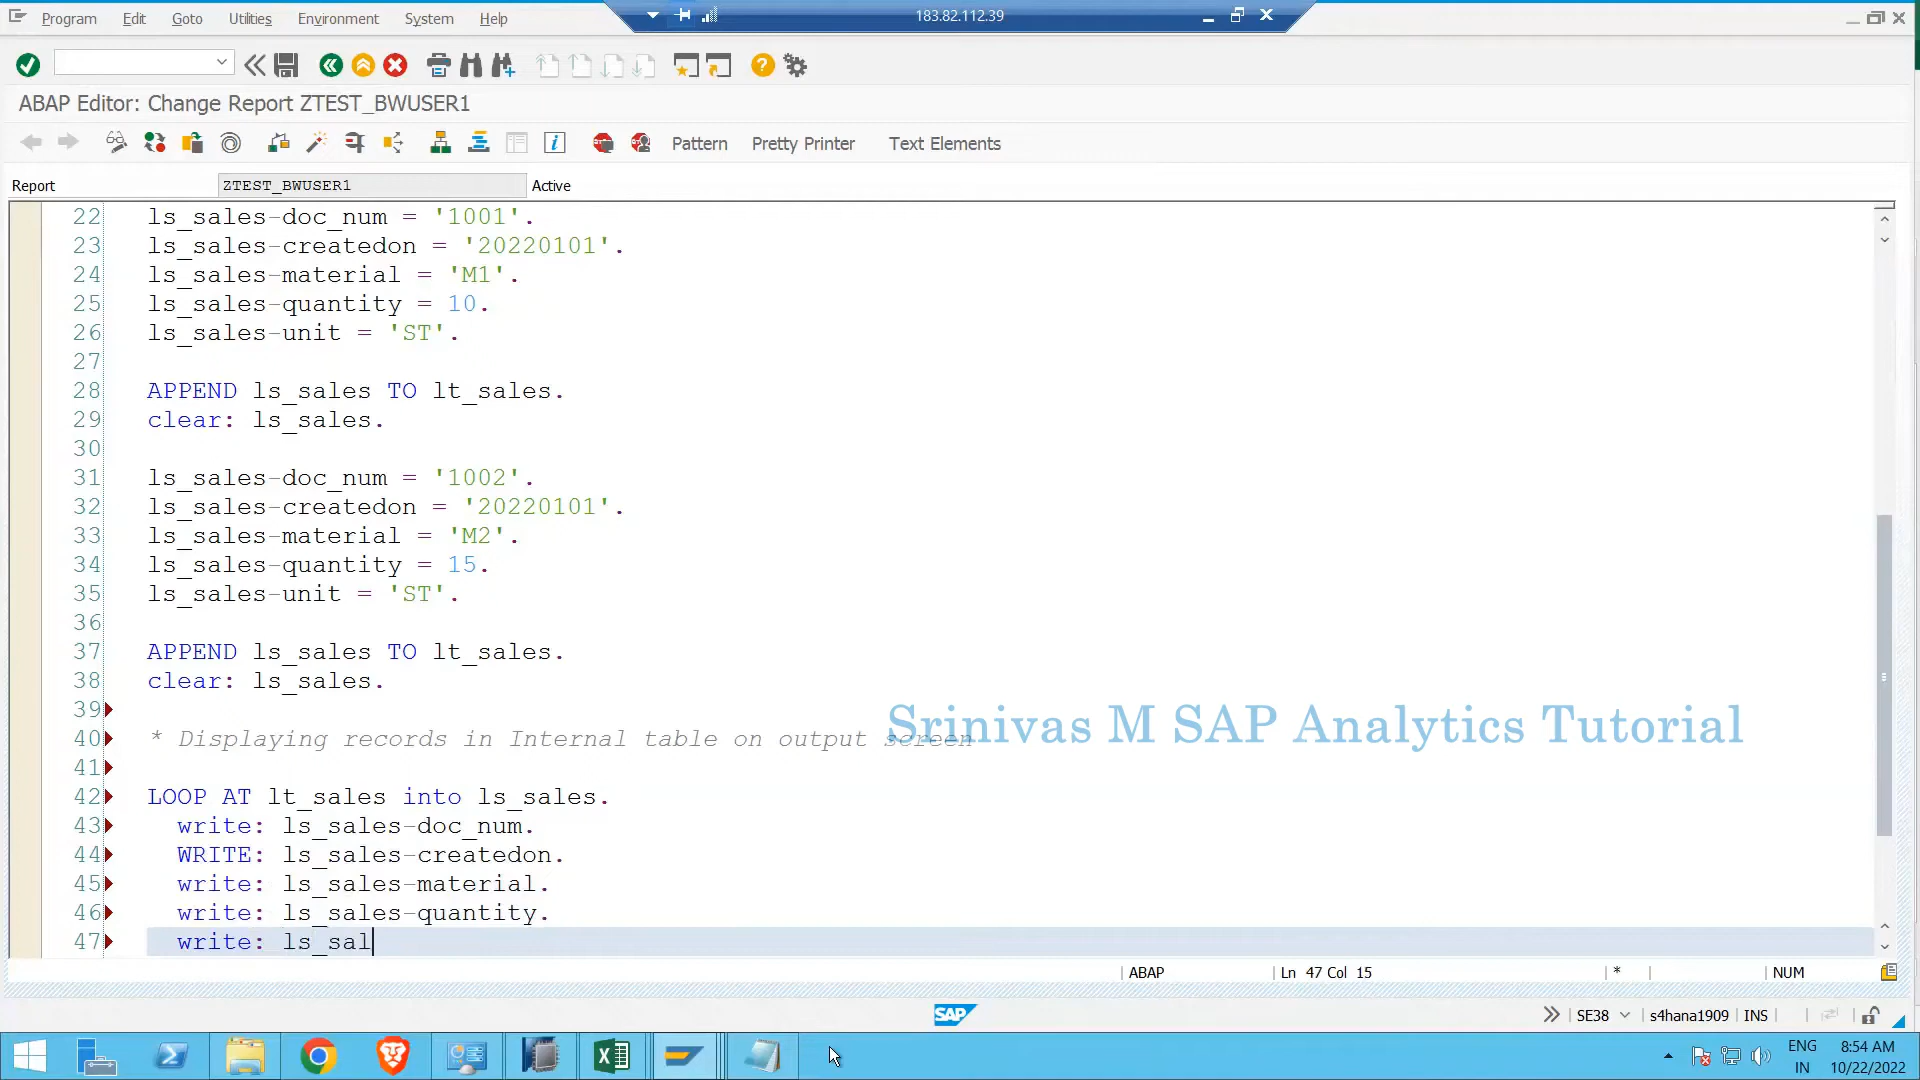 Program Edit Goto Utilities Environment System Help
183.82.112.39
ABAP Editor: Change Report ZTEST_BWUSER1
Pattern Pretty Printer Text Elements
Report ZTEST_BWUSER1 Active
22 ls_sales-doc_num = '1001'.
23 ls_sales-createdon = '20220101'.
24 ls_sales-material = 'M1'.
25 ls_sales-quantity = 10.
26 ls_sales-unit = 'ST'.
27
28 APPEND ls_sales TO lt_sales.
29 clear: ls_sales.
30
31 ls_sales-doc_num = '1002'.
32 ls_sales-createdon = '20220101'.
33 ls_sales-material = 'M2'.
34 ls_sales-quantity = 15.
35 ls_sales-unit = 'ST'.
36
37 APPEND ls_sales TO lt_sales.
38 clear: ls_sales.
39
Srinivas M SAP Analytics Tutorial
40 * Displaying records in Internal table on output screen
41
42 LOOP AT lt_sales into ls_sales.
43 write: ls_sales-doc_num.
44 WRITE: ls_sales-createdon.
45 write: ls_sales-material.
46 write: ls_sales-quantity.
47 write: ls_sal
ABAP Ln 47 Col 15 * NUM
SAP
SE38 s4hana1909 INS
ENG 8:54 AM
IN 10/22/2022